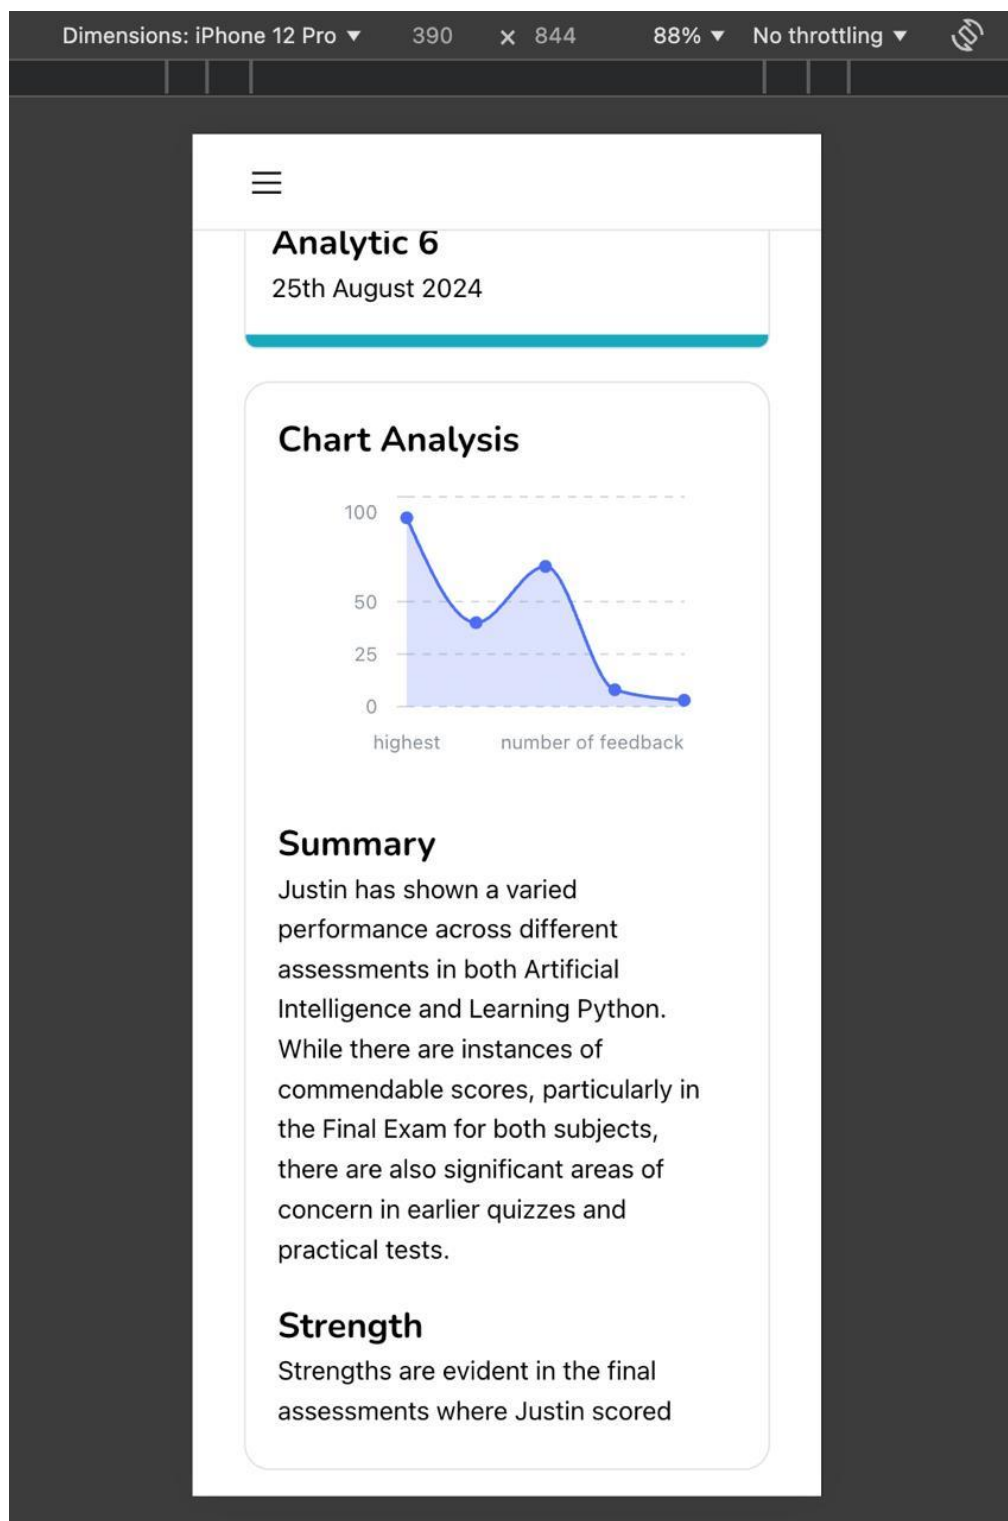 Dimensions: iPhone 12 Pro ▼ 390 × 844 88% ▼ No throttling ▼
Analytic 6
25th August 2024
Chart Analysis
100
50
25
0
highest number of feedback
Summary
Justin has shown a varied
performance across different
assessments in both Artificial
Intelligence and Learning Python.
While there are instances of
commendable scores, particularly in
the Final Exam for both subjects,
there are also significant areas of
concern in earlier quizzes and
practical tests.
Strength
Strengths are evident in the final
assessments where Justin scored